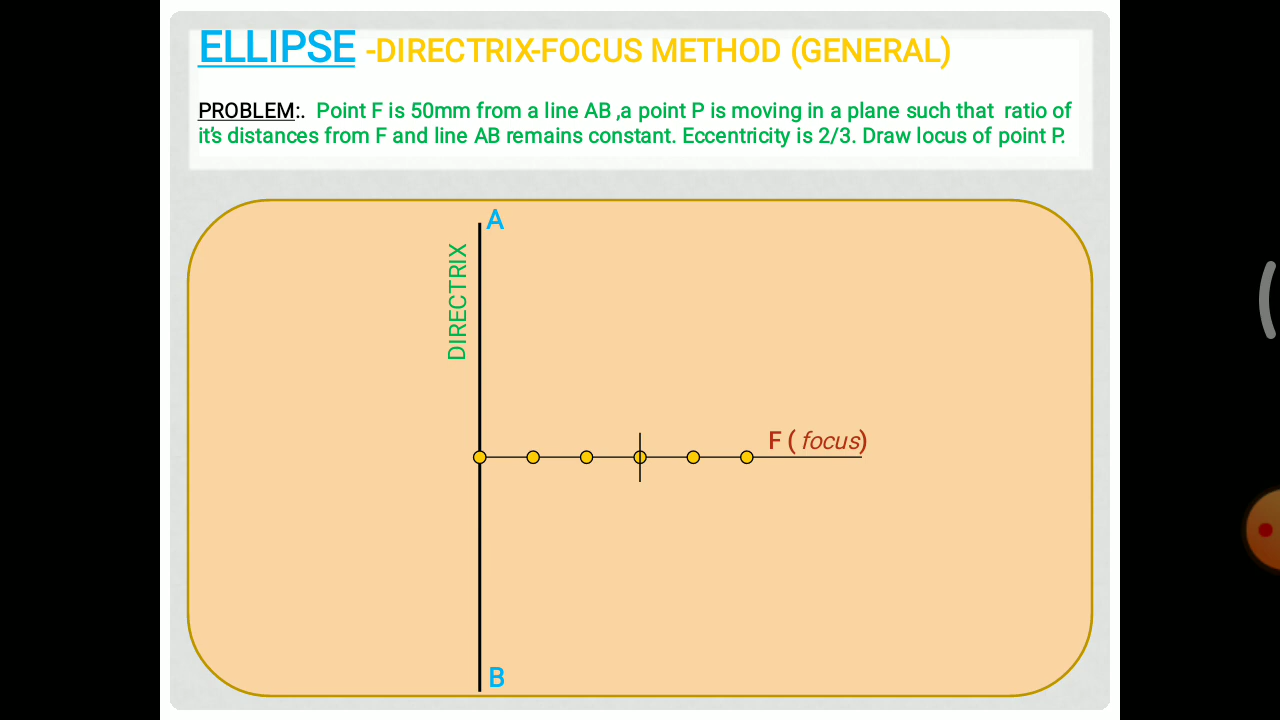 ELLIPSE -DIRECTRIX-FOCUS METHOD (GENERAL)
PROBLEM:. Point F is 50mm from a line AB ,a point P is moving in a plane such that ratio of
it's distances from F and line AB remains constant. Eccentricity is 2/3. Draw locus of point P.
A
DIRECTRIX
F ( focus)
B